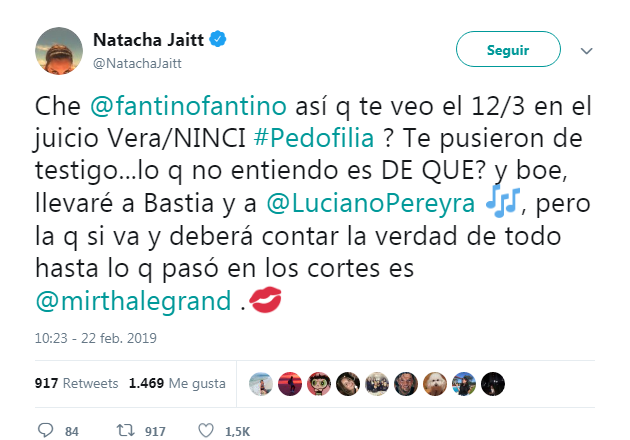 Natacha Jaitt
@NatachaJaitt
Seguir
Che @fantinofantino así q te veo el 12/3 en el
juicio Vera/NINCI #Pedofilia ? Te pusieron de
testigo...lo q no entiendo es DE QUE? y boe,
llevaré a Bastia y a @LucianoPereyra 🎶, pero
la q si va y deberá contar la verdad de todo
hasta lo q pasó en los cortes es
@mirthalegrand .💋
10:23 - 22 feb. 2019
917 Retweets 1.469 Me gusta
84 917 1,5K